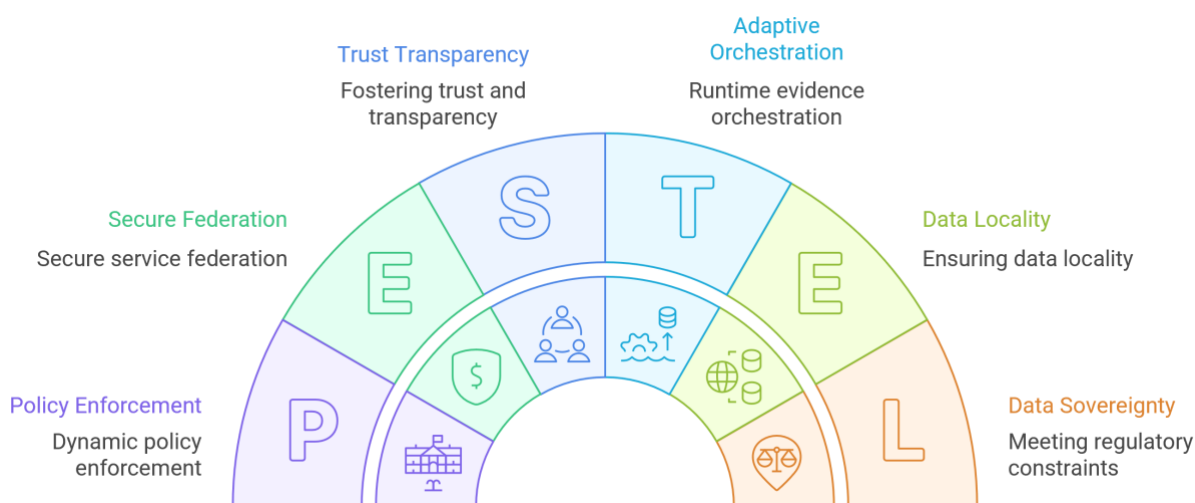 Adaptive
Orchestration
Trust Transparency
Fostering trust and
transparency
Runtime evidence
orchestration
S
T
Secure Federation
Secure service federation
E
E
Data Locality
Ensuring data locality
$
Policy Enforcement
Dynamic policy
enforcement
P
L
Data Sovereignty
Meeting regulatory
constraints